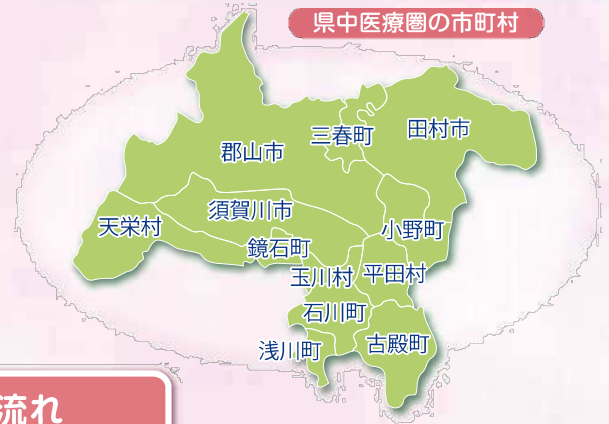 県中医療圏の市町村
三春町
田村市
郡山市
須賀川市
天栄村
小野町
鏡石町
玉川村
平田村
石川町
浅川町
古殿町
流れ